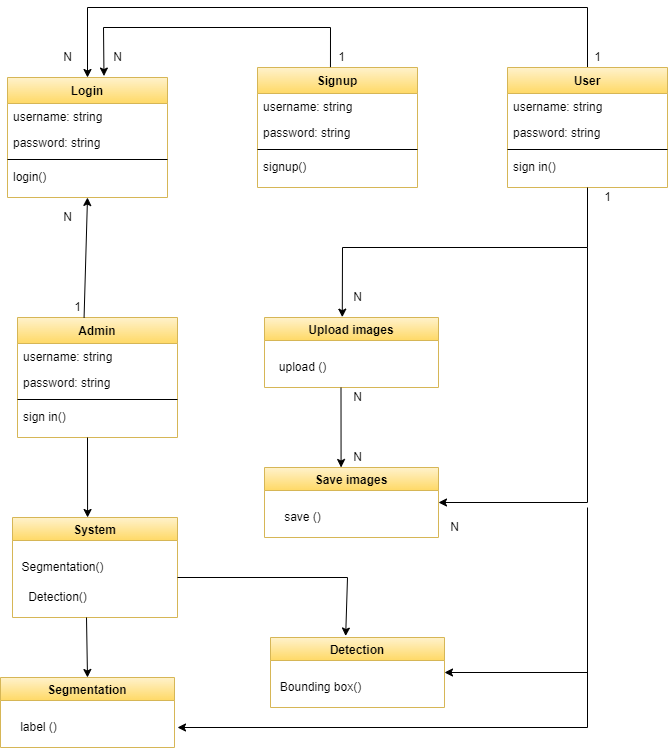 N
N
1
1
Login
username: string
password: string
login()
Signup
username: string
password: string
signup()
User
username: string
password: string
sign in()
N
1
1
N
Admin
username: string
password: string
sign in()
Upload images
upload ()
N
N
Save images
save ()
N
System
Segmentation()
Detection()
Detection
Bounding box()
Segmentation
label ()